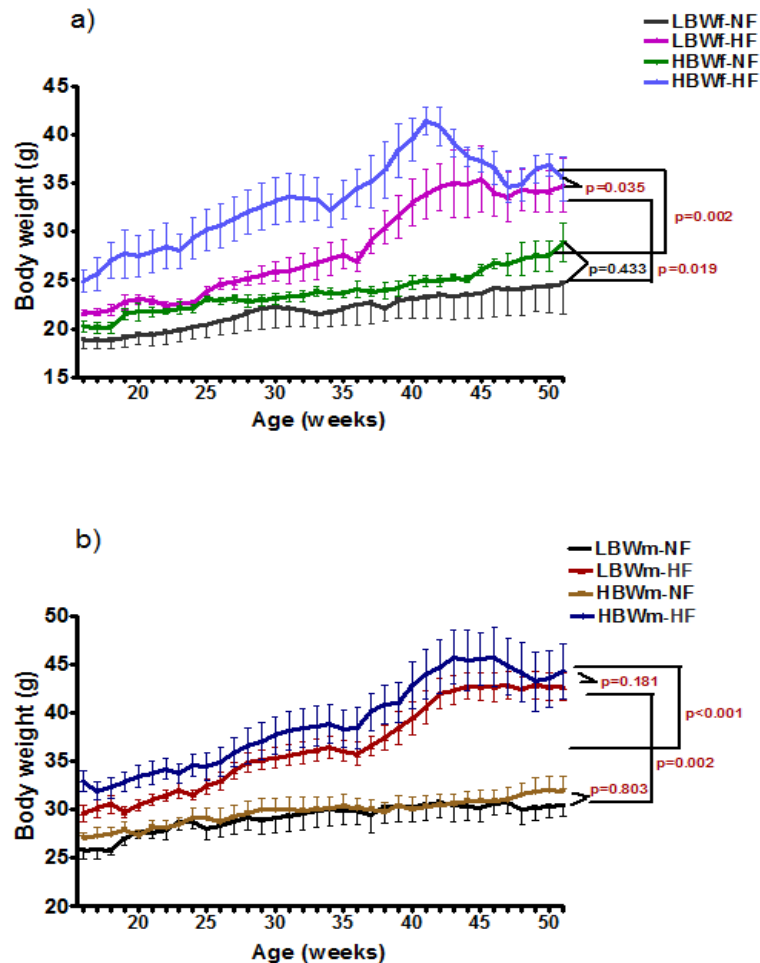 a)
LBWf-NF
LBWf-HF
HBWf-NF
HBWf-HF
Body weight (g)
45
40
35
30
25
20
15
p=0.035
p=0.002
p=0.433
p=0.019
20 25 30 35 40 45 50
Age (weeks)
b)
LBWm-NF
LBWm-HF
HBWm-NF
HBWm-HF
Body weight (g)
50
45
40
35
30
25
20
p=0.181
p<0.001
p=0.002
p=0.803
20 25 30 35 40 45 50
Age (weeks)